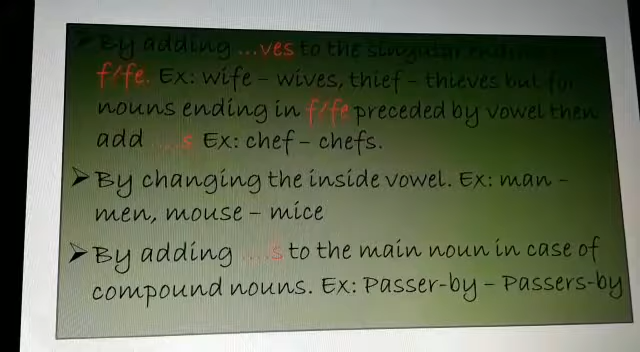 ➤ By adding ...ves to the singular ending
f/fe. Ex: wife – wives, thief – thieves but for
nouns ending in f/fe preceded by vowel then
add ....s Ex: chef – chefs.
➤ By changing the inside vowel. Ex: man –
men, mouse – mice
➤ By adding ....s to the main noun in case of
compound nouns. Ex: Passer-by – Passers-by